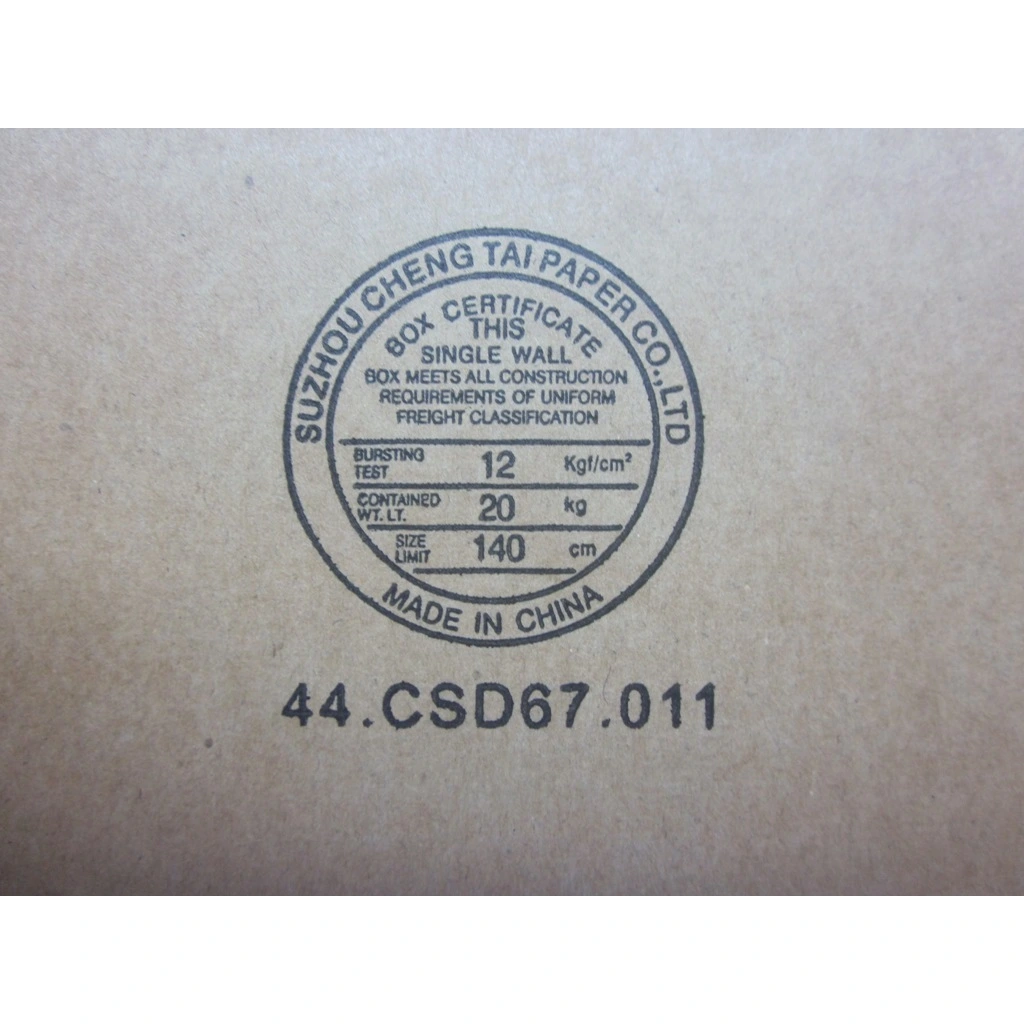 SUZHOU CHENG TAI PAPER CO.,LTD
BOX CERTIFICATE
THIS
SINGLE WALL
BOX MEETS ALL CONSTRUCTION
REQUIREMENTS OF UNIFORM
FREIGHT CLASSIFICATION
BURSTING TEST 12 Kgf/cm²
CONTAINED WT. LT. 20 kg
SIZE LIMIT 140 cm
MADE IN CHINA
44.CSD67.011